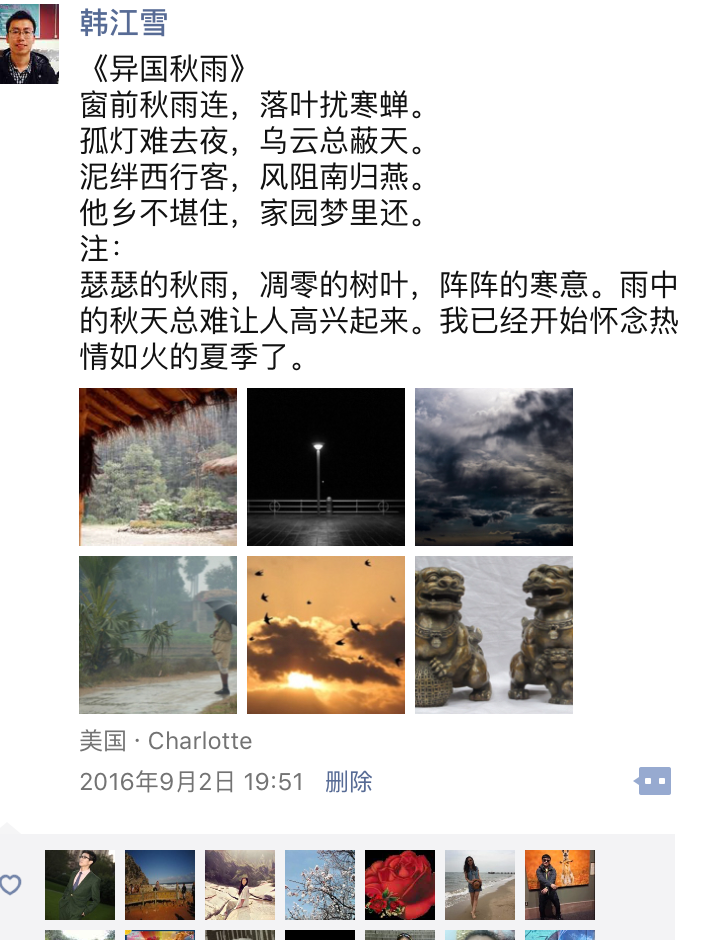 韩江雪
《异国秋雨》
窗前秋雨连，落叶扰寒蝉。
孤灯难去夜，乌云总蔽天。
泥绊西行客，风阻南归燕。
他乡不堪住，家园梦里还。
注：
瑟瑟的秋雨，凋零的树叶，阵阵的寒意。雨中
的秋天总难让人高兴起来。我已经开始怀念热
情如火的夏季了。
美国 · Charlotte
2016年9月2日 19:51 删除